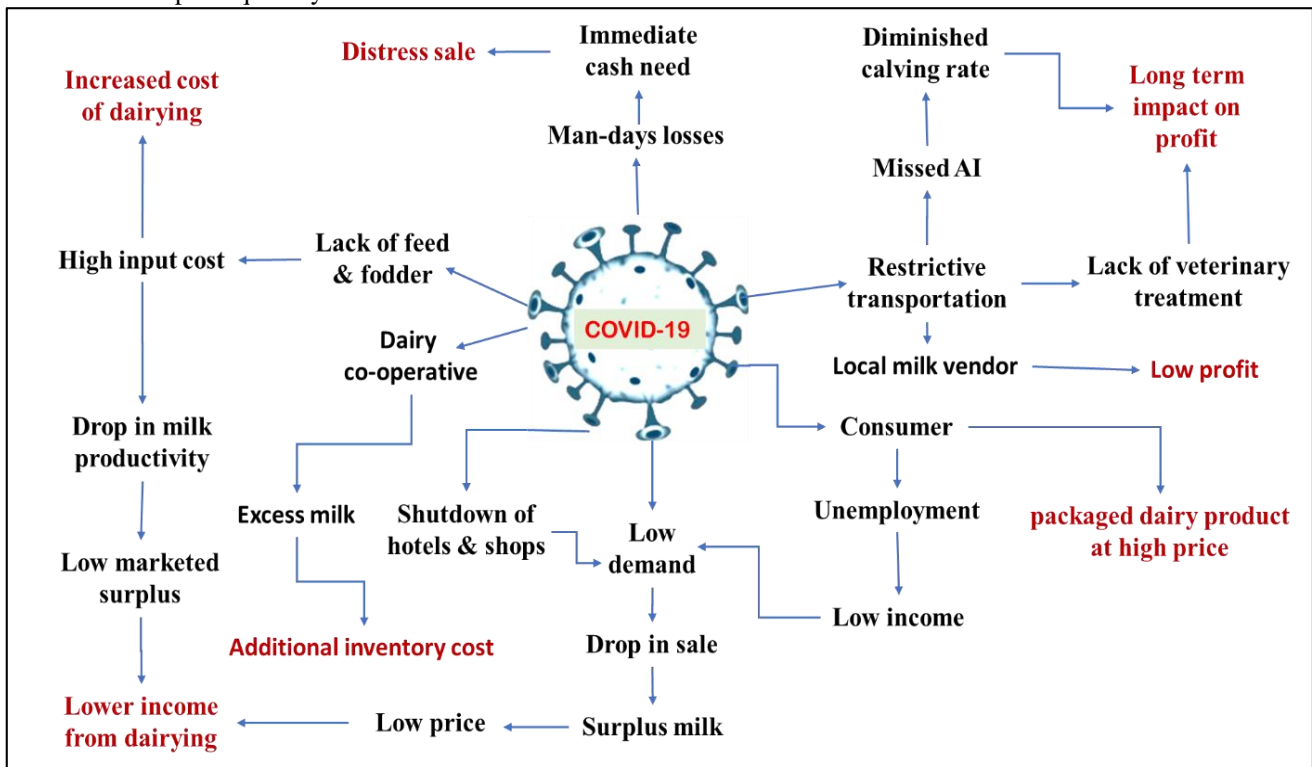 Distress sale
Immediate
cash need
Diminished
calving rate
Increased cost
of dairying
Long term
impact on
profit
Man-days losses
Missed AI
High input cost
Lack of feed
& fodder
Restrictive
transportation
Lack of veterinary
treatment
COVID-19
Dairy
co-operative
Local milk vendor
Low profit
Drop in milk
productivity
Consumer
Excess milk
Shutdown of
hotels & shops
Low
demand
Unemployment
packaged dairy product
at high price
Low marketed
surplus
Low income
Additional inventory cost
Drop in sale
Lower income
from dairying
Low price
Surplus milk